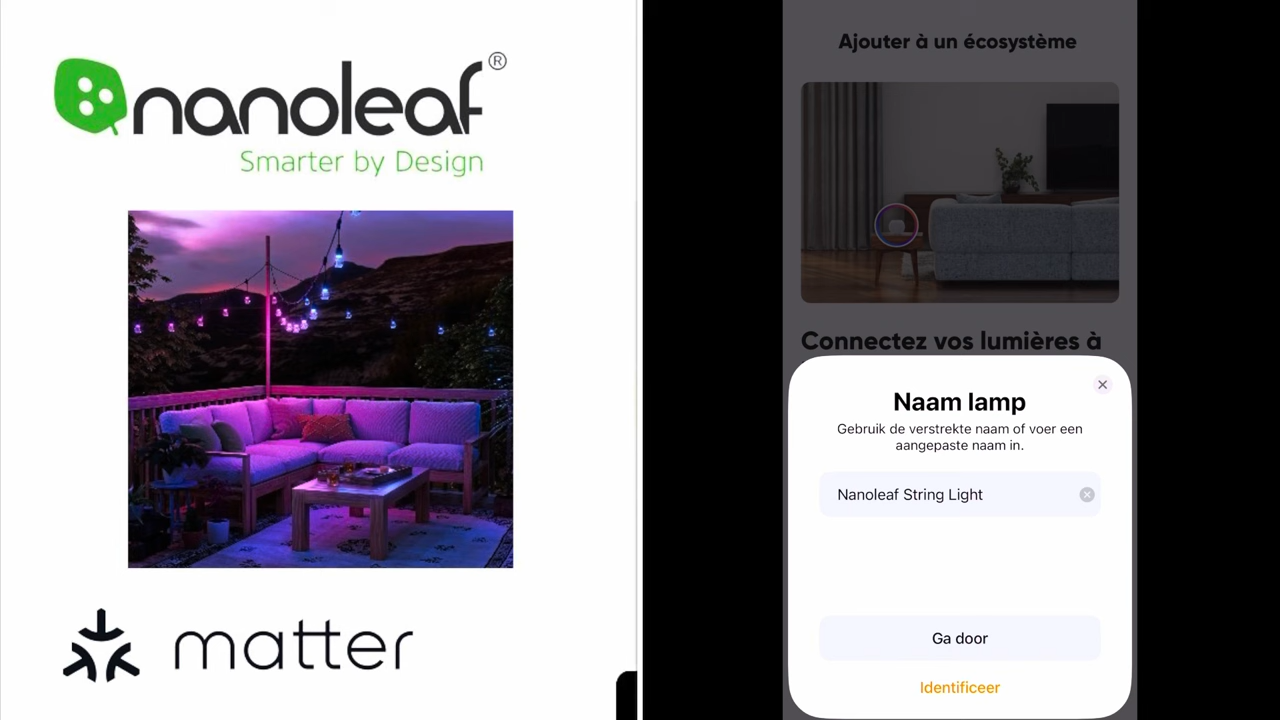 nanoleaf®
Smarter by Design
matter
Ajouter à un écosystème
Connectez vos lumières à
Naam lamp
Gebruik de verstrekte naam of voer een
aangepaste naam in.
Nanoleaf String Light
Ga door
Identificeer